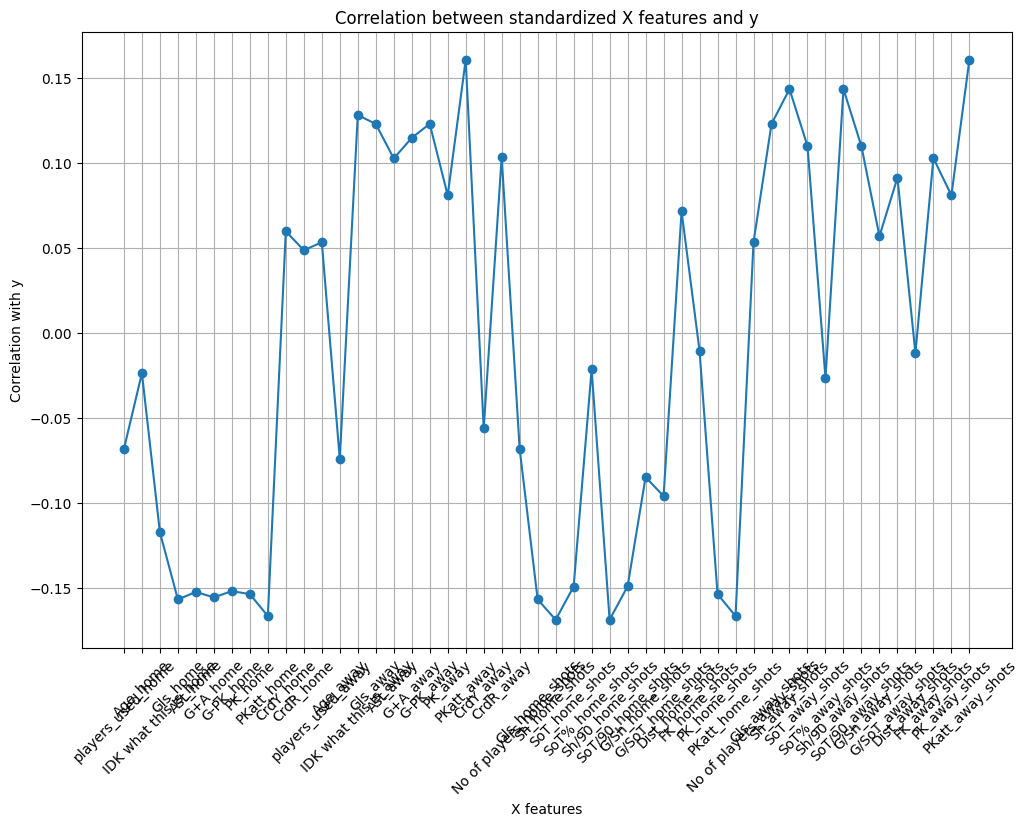 Correlation between standardized X features and y
Correlation with y
0.15
0.10
0.05
0.00
−0.05
−0.10
−0.15
players_used_home
Age_home
IDK what this is_home
Gls_home
Ast_home
G+A_home
G-PK_home
PK_home
PKatt_home
CrdY_home
CrdR_home
players_used_away
Age_away
IDK what this is_away
Gls_away
Ast_away
G+A_away
G-PK_away
PK_away
PKatt_away
CrdY_away
CrdR_away
No of players_home_shots
Gls_home_shots
Sh_home_shots
SoT_home_shots
SoT%_home_shots
Sh/90_home_shots
SoT/90_home_shots
G/Sh_home_shots
G/SoT_home_shots
Dist_home_shots
FK_home_shots
PK_home_shots
PKatt_home_shots
No of players_away_shots
Gls_away_shots
Sh_away_shots
SoT_away_shots
SoT%_away_shots
Sh/90_away_shots
SoT/90_away_shots
G/Sh_away_shots
G/SoT_away_shots
Dist_away_shots
FK_away_shots
PK_away_shots
PKatt_away_shots
X features